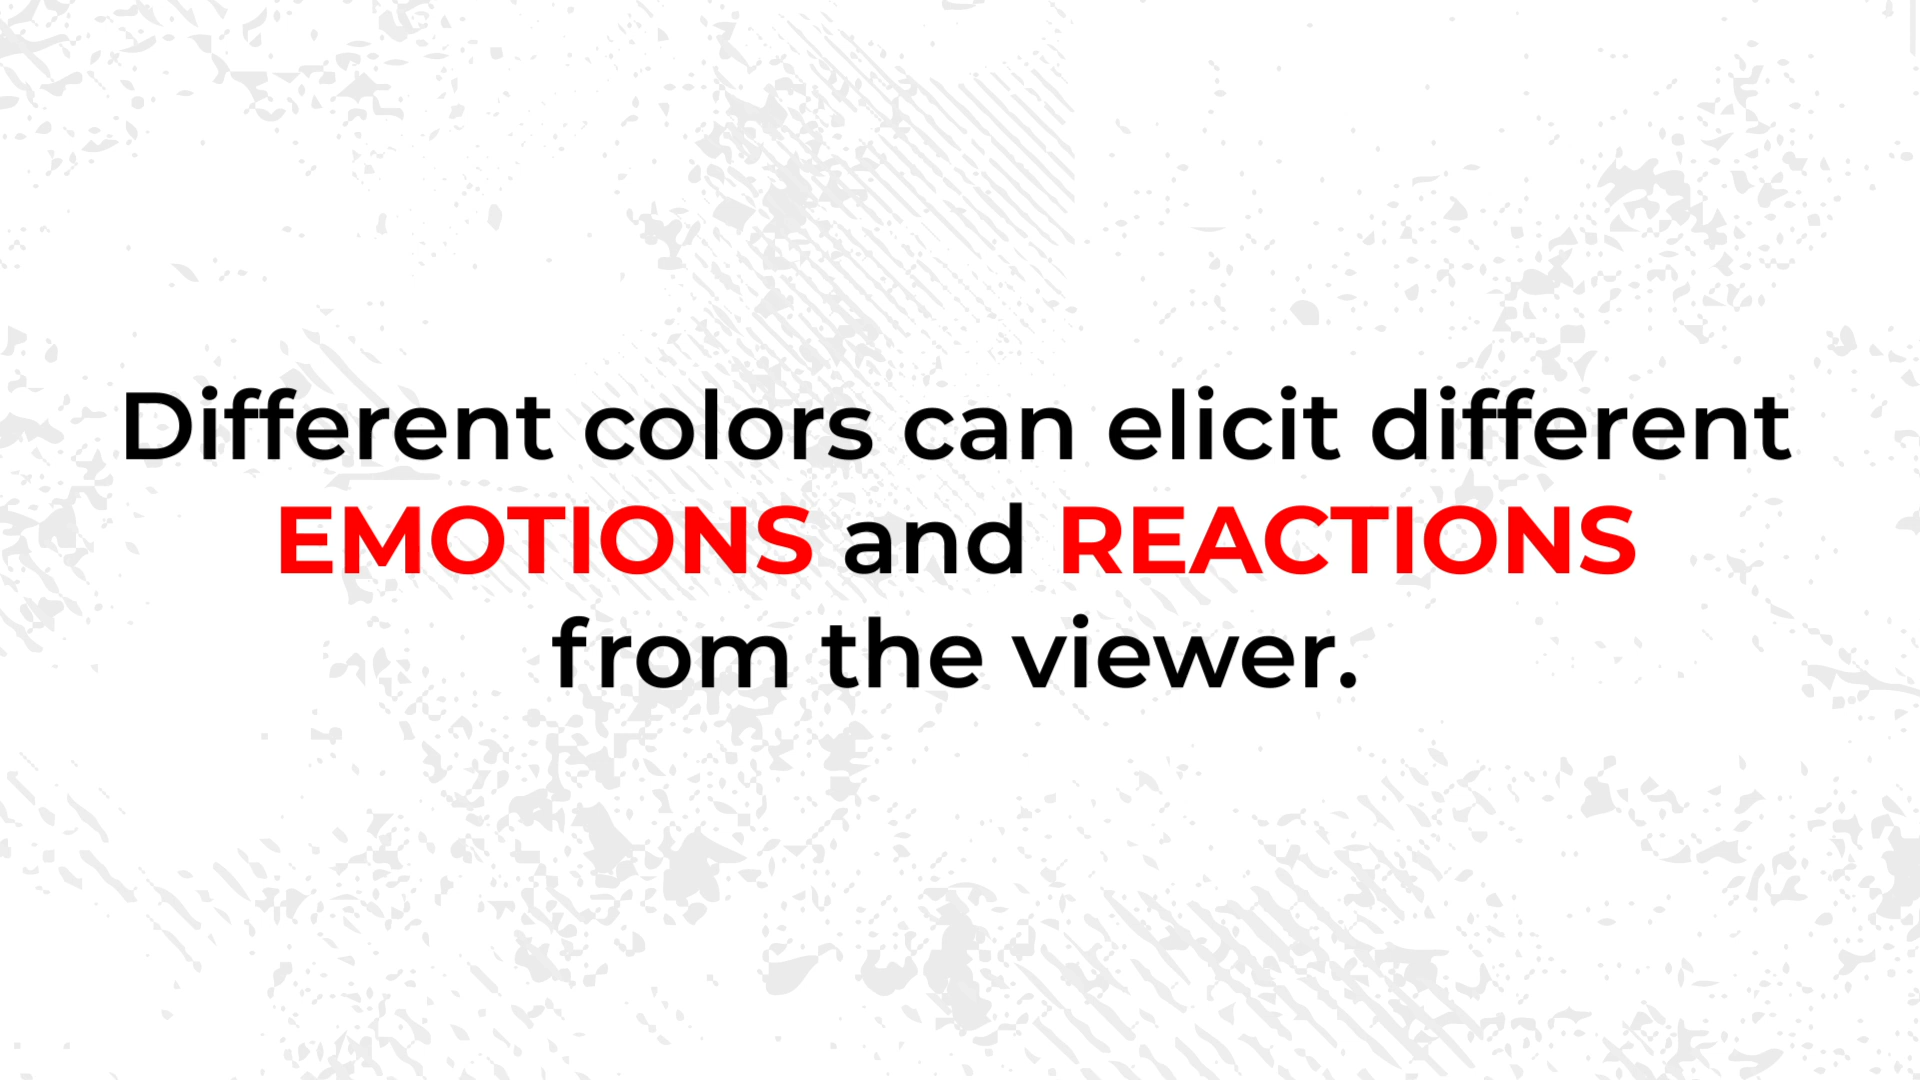 Different colors can elicit different
EMOTIONS and REACTIONS
from the viewer.